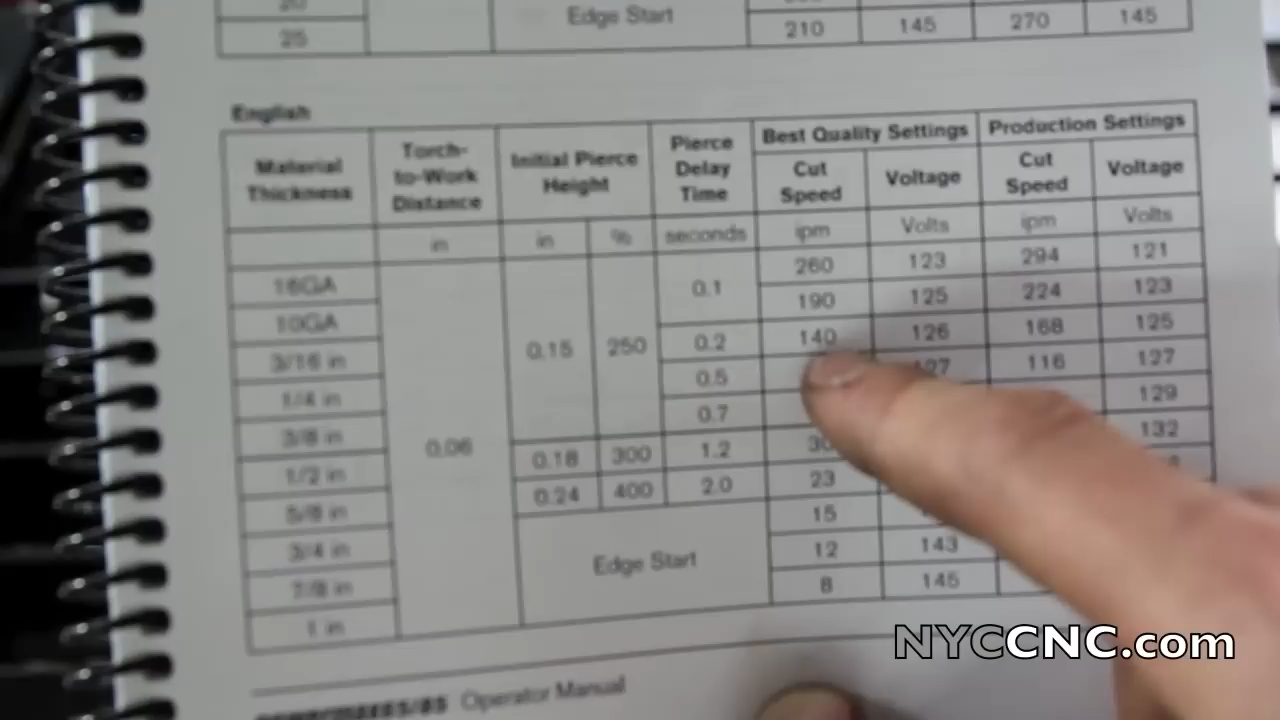 25 Edge Start 210 145 270 145
English
Material Thickness Torch-to-Work Distance Initial Pierce Height Pierce Delay Time Best Quality Settings Production Settings
Cut Speed Voltage Cut Speed Voltage
in in % seconds ipm Volts ipm Volts
16GA 0.06 0.15 250 0.1 260 123 294 121
10GA 190 125 224 123
3/16 in 0.2 140 126 168 125
1/4 in 0.5 127 116 127
3/8 in 0.7 129
1/2 in 0.18 300 1.2 30 132
5/8 in 0.24 400 2.0 23
3/4 in Edge Start 15
7/8 in 12 143
1 in 8 145
powermax65/85 Operator Manual
NYCCNC.com